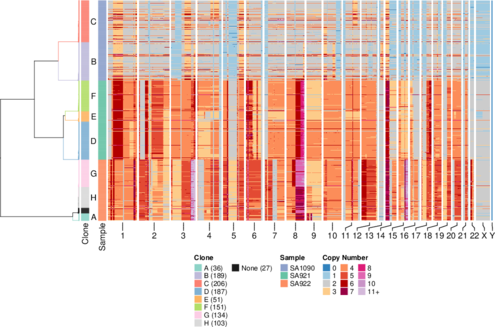 C
B
F
E
D
G
H
A
Clone
Sample
1 2 3 4 5 6 7 8 9 10 11 12 13 14 15 16 17 18 19 20 21 22 X Y
Clone Sample Copy Number
A (36) None (27) SA1090 0 4 8
B (189) SA921 1 5 9
C (206) SA922 2 6 10
D (187) 3 7 11+
E (51)
F (151)
G (134)
H (103)